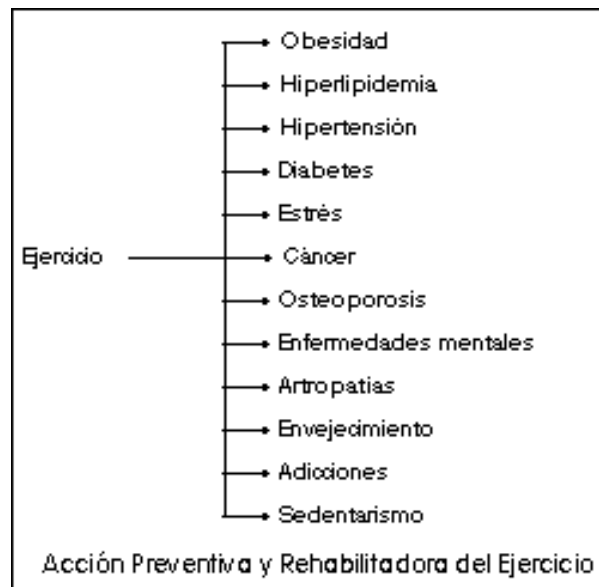 Obesidad
Hiperlipidemia
Hipertensión
Diabetes
Estrés
Ejercicio
Cáncer
Osteoporosis
Enfermedades mentales
Artropatias
Envejecimiento
Adicciones
Sedentarismo
Acción Preventiva y Rehabilitadora del Ejercicio